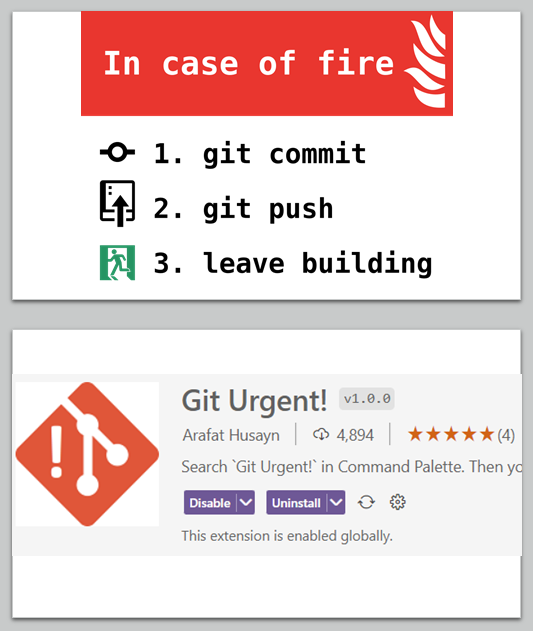 In case of fire
1. git commit
2. git push
3. leave building
Git Urgent! v1.0.0
Arafat Husayn 4,894 ★★★★★(4)
Search `Git Urgent!` in Command Palette. Then yo
Disable Uninstall
This extension is enabled globally.